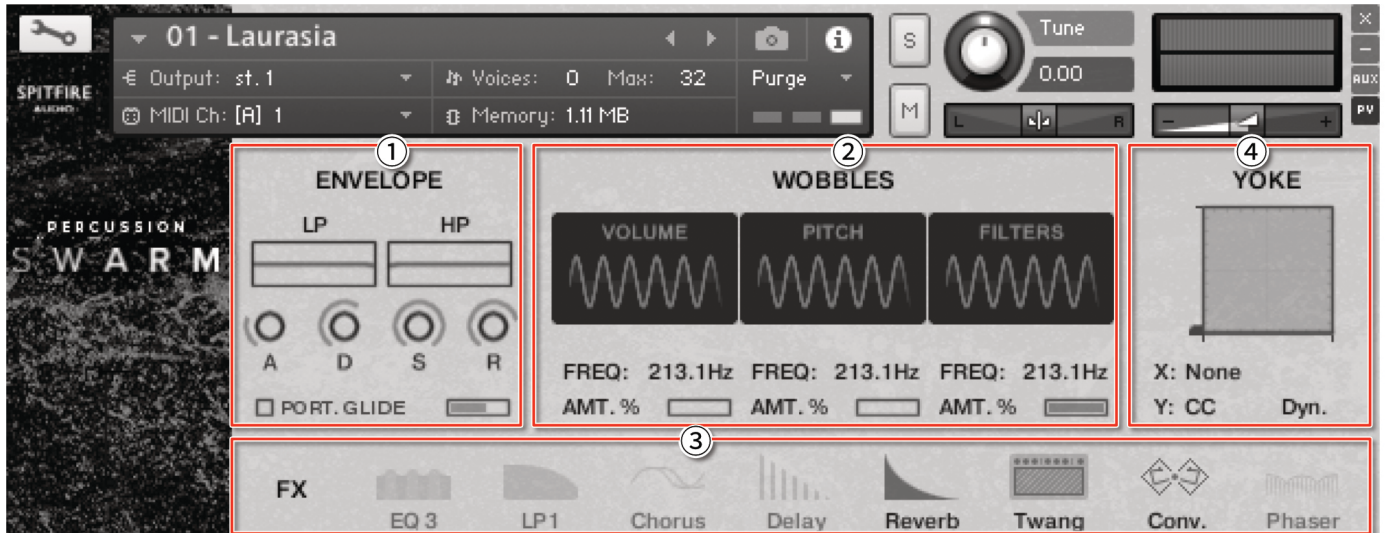 01 - Laurasia
S
Tune
X
-
Output: st. 1
Voices: 0 Max: 32
Purge
0.00
AUX
SPITFIRE
AUDIO
MIDI Ch: [A] 1
Memory: 1.11 MB
M
L
R
-
+
PV
1
2
4
ENVELOPE
WOBBLES
YOKE
PERCUSSION
SWARM
LP
HP
VOLUME
PITCH
FILTERS
A
D
S
R
FREQ: 213.1Hz
FREQ: 213.1Hz
FREQ: 213.1Hz
X: None
PORT. GLIDE
AMT. %
AMT. %
AMT. %
Y: CC Dyn.
3
FX
EQ 3
LP1
Chorus
Delay
Reverb
Twang
Conv.
Phaser